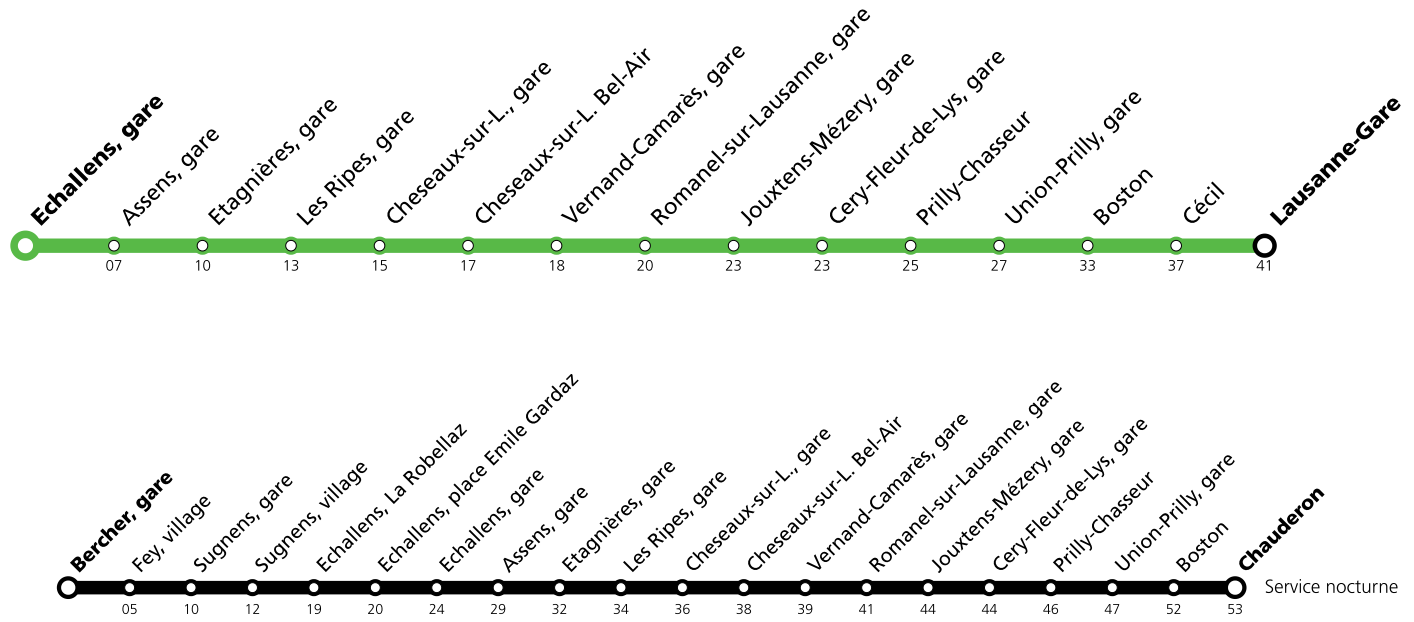 Echallens, gare
Assens, gare
Etagnières, gare
Les Ripes, gare
Cheseaux-sur-L., gare
Cheseaux-sur-L. Bel-Air
Vernand-Camarès, gare
Romanel-sur-Lausanne, gare
Jouxtens-Mézery, gare
Cery-Fleur-de-Lys, gare
Prilly-Chasseur
Union-Prilly, gare
Boston
Cécil
Lausanne-Gare
07 10 13 15 17 18 20 23 23 25 27 33 37 41
Bercher, gare
Fey, village
Sugnens, gare
Sugnens, village
Echallens, La Robellaz
Echallens, place Emile Gardaz
Echallens, gare
Assens, gare
Etagnières, gare
Les Ripes, gare
Cheseaux-sur-L., gare
Cheseaux-sur-L. Bel-Air
Vernand-Camarès, gare
Romanel-sur-Lausanne, gare
Jouxtens-Mézery, gare
Cery-Fleur-de-Lys, gare
Prilly-Chasseur
Union-Prilly, gare
Boston
Chauderon
Service nocturne
05 10 12 19 20 24 29 32 34 36 38 39 41 44 44 46 47 52 53